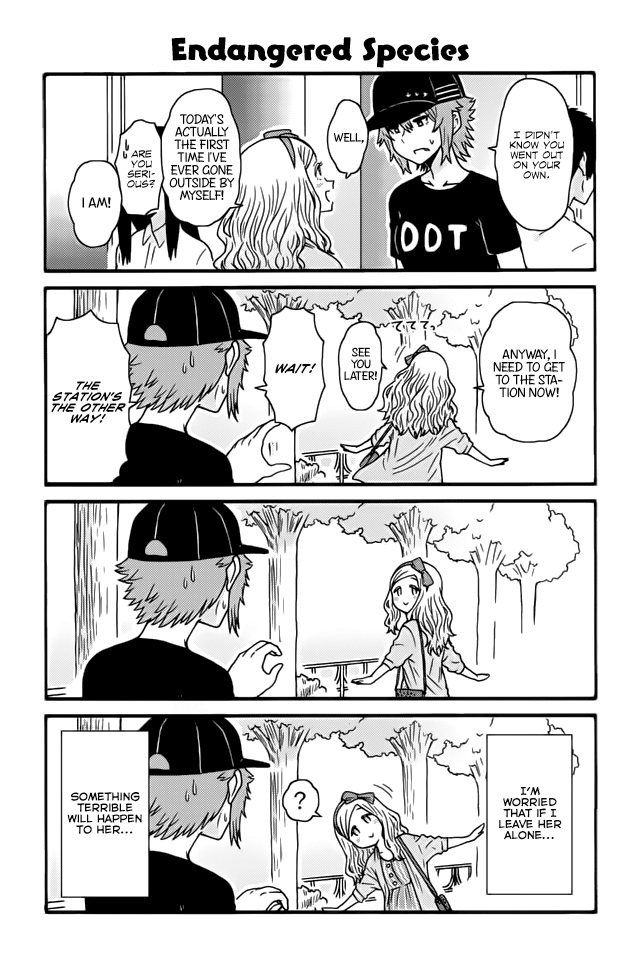 Endangered Species
I DIDN'T
KNOW YOU
WENT OUT
ON YOUR
OWN.
WELL,
TODAY'S
ACTUALLY
THE FIRST
TIME I'VE
EVER GONE
OUTSIDE BY
MYSELF!
ARE
YOU
SERI-
OUS?
I AM!
DDT
ANYWAY, I
NEED TO GET
TO THE STA-
TION NOW!
SEE
YOU
LATER!
WAIT!
THE
STATION'S
THE OTHER
WAY!
I'M
WORRIED
THAT IF I
LEAVE HER
ALONE...
?
SOMETHING
TERRIBLE
WILL HAPPEN
TO HER...